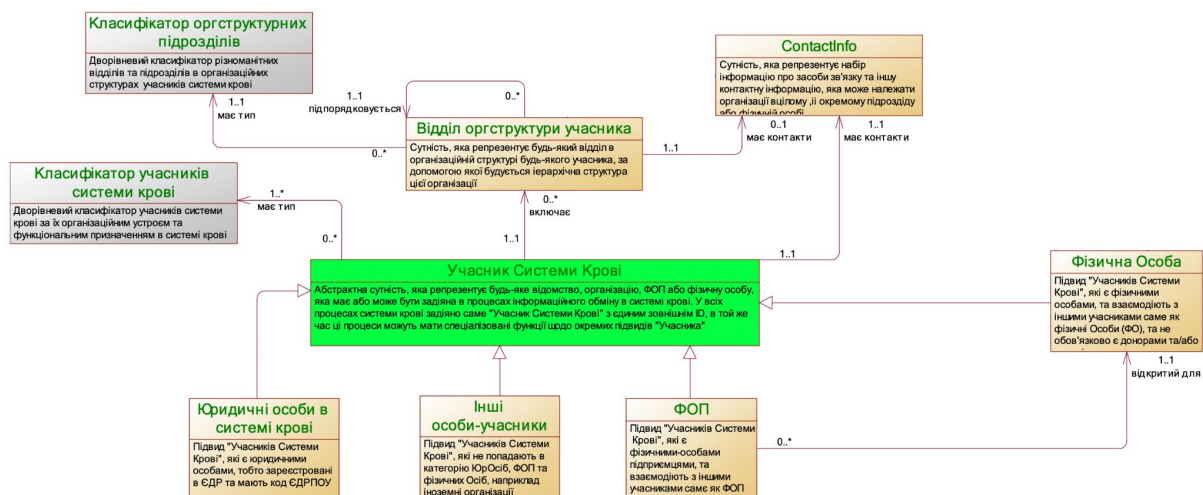 Класифікатор оргструктурних
підрозділів
Дворівневий класифікатор різноманітних
відділів та підрозділів в організаційних
структурах учасників системи крові
ContactInfo
Сутність, яка репрезентує набір
інформацію про засоби зв'язку та іншу
контактну інформацію, яка може належати
організації вцілому ,її окремому підроздіду
або фізичній особі
1..1
має тип
1..1
підпорядковується
0..*
0..*
Відділ оргструктури учасника
Сутність, яка репрезентує будь-який відділ в
організаційній структурі будь-якого учасника, за
допомогою якої будується ієрархічна структура
цієї організації
1..1
0..1
має контакти
1..1
має контакти
Класифікатор учасників
системи крові
Дворівневий класифікатор учасників системи
крові за їх організаційним устроєм та
функціональним призначенням в системі крові
1..*
має тип
0..*
0..*
включає
1..1
1..1
Учасник Системи Крові
Абстрактна сутність, яка репрезентує будь-яке відомство, організацію, ФОП або фізичну особу,
яка має або може бути задіяна в процесах інформаційного обміну в системі крові. У всіх
процесах системи крові задіяно саме "Учасник Системи Крові" з єдиним зовнішнім ID, в той же
час ці процеси можуть мати спеціалізовані функції щодо окремих підвидів "Учасника"
Фізична Особа
Підвид "Учасників Системи
Крові", які є фізичними
особами, та взаємодіють з
іншими учасниками саме як
фізичні Особи (ФО), та не
обов'язково є донорами та/або
1..1
відкритий для
0..*
Юридичні особи в
системі крові
Підвид "Учасників Системи
Крові", які є юридичними
особами, тобто зареєстровані
в ЄДР та мають код ЄДРПОУ
Інші
особи-учасники
Підвид "Учасників Системи
Крові", які не попадають в
категорію ЮрОсіб, ФОП та
фізичних Осіб, наприклад
іноземні організації
ФОП
Підвид "Учасників Системи
Крові", які є
фізичними-особами
підприємцями, та
взаємодіють з іншими
учасниками саме як ФОП